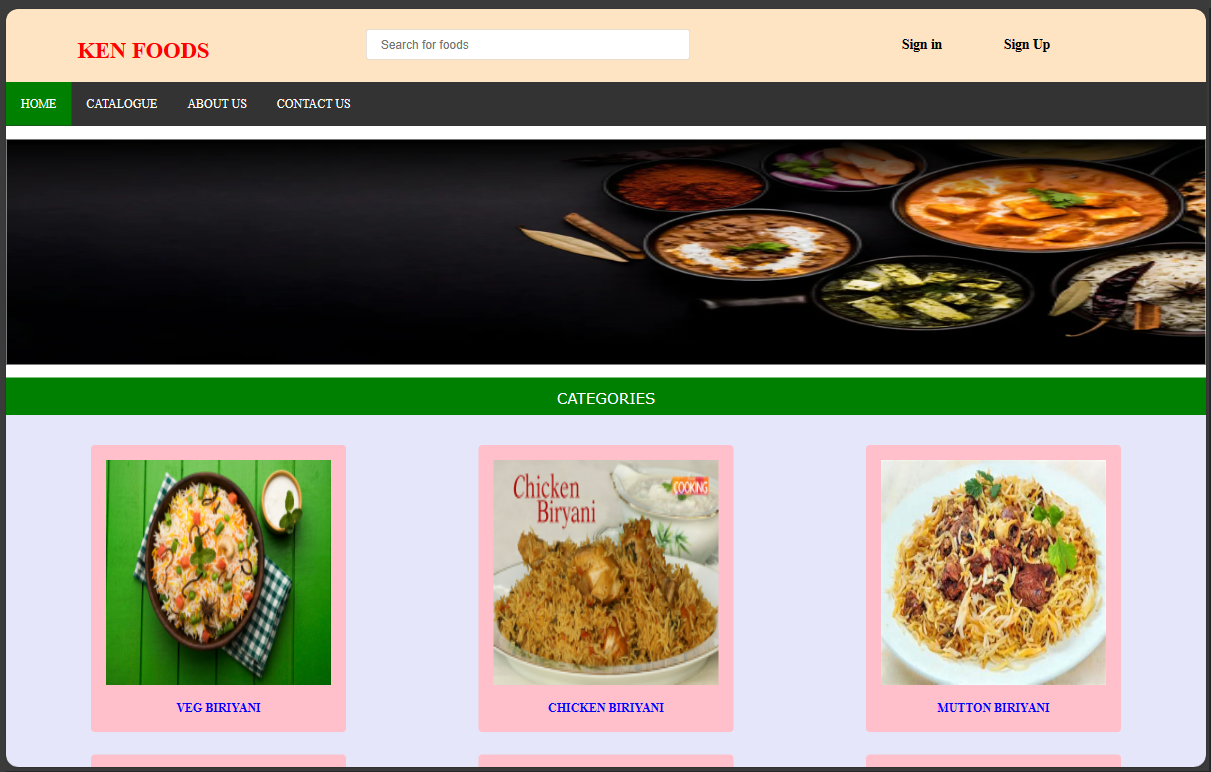 KEN FOODS
Search for foods
Sign in
Sign Up
HOME
CATALOGUE
ABOUT US
CONTACT US
CATEGORIES
Chicken
Biryani
COOKING
VEG BIRIYANI
CHICKEN BIRIYANI
MUTTON BIRIYANI